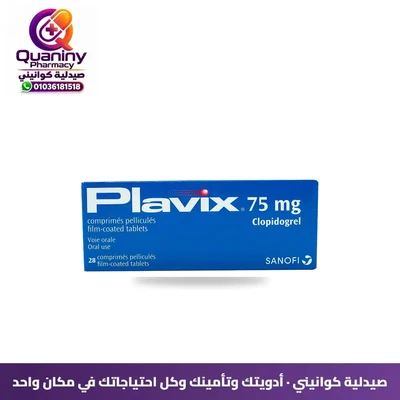 Quaniny
Pharmacy
صيدلية كوانيني
01036181518
Plavix® 75 mg
Clopidogrel
comprimés pelliculés
film-coated tablets
Voie orale
Oral use
28 comprimés pelliculés
film-coated tablets
SANOFI
صيدلية كوانيني · أدويتك وتأمينك وكل احتياجاتك في مكان واحد